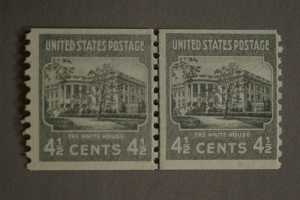 UNITED STATES POSTAGE
THE WHITE HOUSE
4½ CENTS 4½
UNITED STATES POSTAGE
THE WHITE HOUSE
4½ CENTS 4½